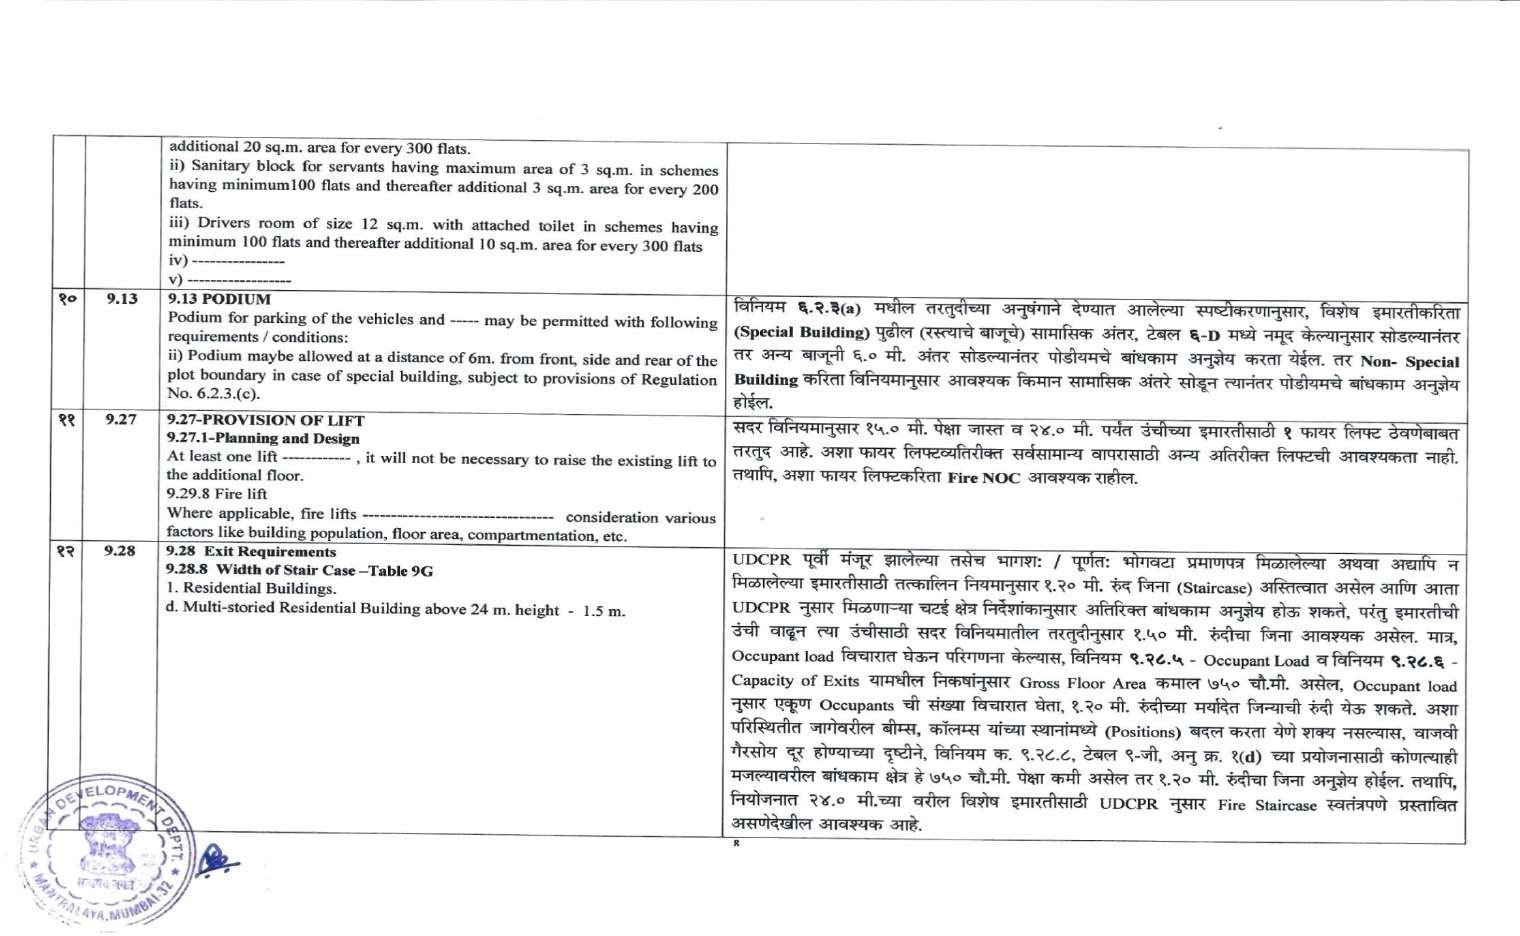 additional 20 sq.m. area for every 300 flats.
ii) Sanitary block for servants having maximum area of 3 sq.m. in schemes
having minimum100 flats and thereafter additional 3 sq.m. area for every 200
flats.
iii) Drivers room of size 12 sq.m. with attached toilet in schemes having
minimum 100 flats and thereafter additional 10 sq.m. area for every 300 flats
iv) ----------------
v) ------------------
१० 9.13
9.13 PODIUM
Podium for parking of the vehicles and ----- may be permitted with following
requirements / conditions:
ii) Podium maybe allowed at a distance of 6m. from front, side and rear of the
plot boundary in case of special building, subject to provisions of Regulation
No. 6.2.3.(c).
विनियम ६.२.३(a) मधील तरतुदीच्या अनुषंगाने देण्यात आलेल्या स्पष्टीकरणानुसार, विशेष इमारतीकरिता
(Special Building) पुढील (रस्त्याचे बाजूचे) सामासिक अंतर, टेबल ६-D मध्ये नमूद केल्यानुसार सोडल्यानंतर
तर अन्य बाजूनी ६.० मी. अंतर सोडल्यानंतर पोडीयमचे बांधकाम अनुज्ञेय करता येईल. तर Non- Special
Building करिता विनियमानुसार आवश्यक किमान सामासिक अंतरे सोडून त्यानंतर पोडीयमचे बांधकाम अनुज्ञेय
होईल.
११ 9.27
9.27-PROVISION OF LIFT
9.27.1-Planning and Design
At least one lift ------------ , it will not be necessary to raise the existing lift to
the additional floor.
9.29.8 Fire lift
Where applicable, fire lifts --------------------------------- consideration various
factors like building population, floor area, compartmentation, etc.
सदर विनियमानुसार १५.० मी. पेक्षा जास्त व २४.० मी. पर्यंत उंचीच्या इमारतीसाठी १ फायर लिफ्ट ठेवणेबाबत
तरतुद आहे. अशा फायर लिफ्टव्यतिरीक्त सर्वसामान्य वापरासाठी अन्य अतिरीक्त लिफ्टची आवश्यकता नाही.
तथापि, अशा फायर लिफ्टकरिता Fire NOC आवश्यक राहील.
१२ 9.28
9.28 Exit Requirements
9.28.8 Width of Stair Case –Table 9G
1. Residential Buildings.
d. Multi-storied Residential Building above 24 m. height - 1.5 m.
UDCPR पूर्वी मंजूर झालेल्या तसेच भागश: / पूर्णत: भोगवटा प्रमाणपत्र मिळालेल्या अथवा अद्यापि न
मिळालेल्या इमारतीसाठी तत्कालिन नियमानुसार १.२० मी. रुंद जिना (Staircase) अस्तित्वात असेल आणि आता
UDCPR नुसार मिळणाऱ्या चटई क्षेत्र निर्देशांकानुसार अतिरिक्त बांधकाम अनुज्ञेय होऊ शकते, परंतु इमारतीची
उंची वाढून त्या उंचीसाठी सदर विनियमातील तरतुदीनुसार १.५० मी. रुंदीचा जिना आवश्यक असेल. मात्र,
Occupant load विचारात घेऊन परिगणना केल्यास, विनियम ९.२८.५ - Occupant Load व विनियम ९.२८.६ -
Capacity of Exits यामधील निकषांनुसार Gross Floor Area कमाल ७५० चौ.मी. असेल, Occupant load
नुसार एकूण Occupants ची संख्या विचारात घेता, १.२० मी. रुंदीच्या मर्यादेत जिन्याची रुंदी येऊ शकते. अशा
परिस्थितीत जागेवरील बीम्स, कॉलम्स यांच्या स्थानांमध्ये (Positions) बदल करता येणे शक्य नसल्यास, वाजवी
गैरसोय दूर होण्याच्या दृष्टीने, विनियम क. ९.२८.८, टेबल ९-जी, अनु क्र. १(d) च्या प्रयोजनासाठी कोणत्याही
मजल्यावरील बांधकाम क्षेत्र हे ७५० चौ.मी. पेक्षा कमी असेल तर १.२० मी. रुंदीचा जिना अनुज्ञेय होईल. तथापि,
नियोजनात २४.० मी.च्या वरील विशेष इमारतीसाठी UDCPR नुसार Fire Staircase स्वतंत्रपणे प्रस्तावित
असणेदेखील आवश्यक आहे.
8
URBAN DEVELOPMENT DEPTT.
सत्यमेव जयते
★ MANTRALAYA, MUMBAI-32 ★